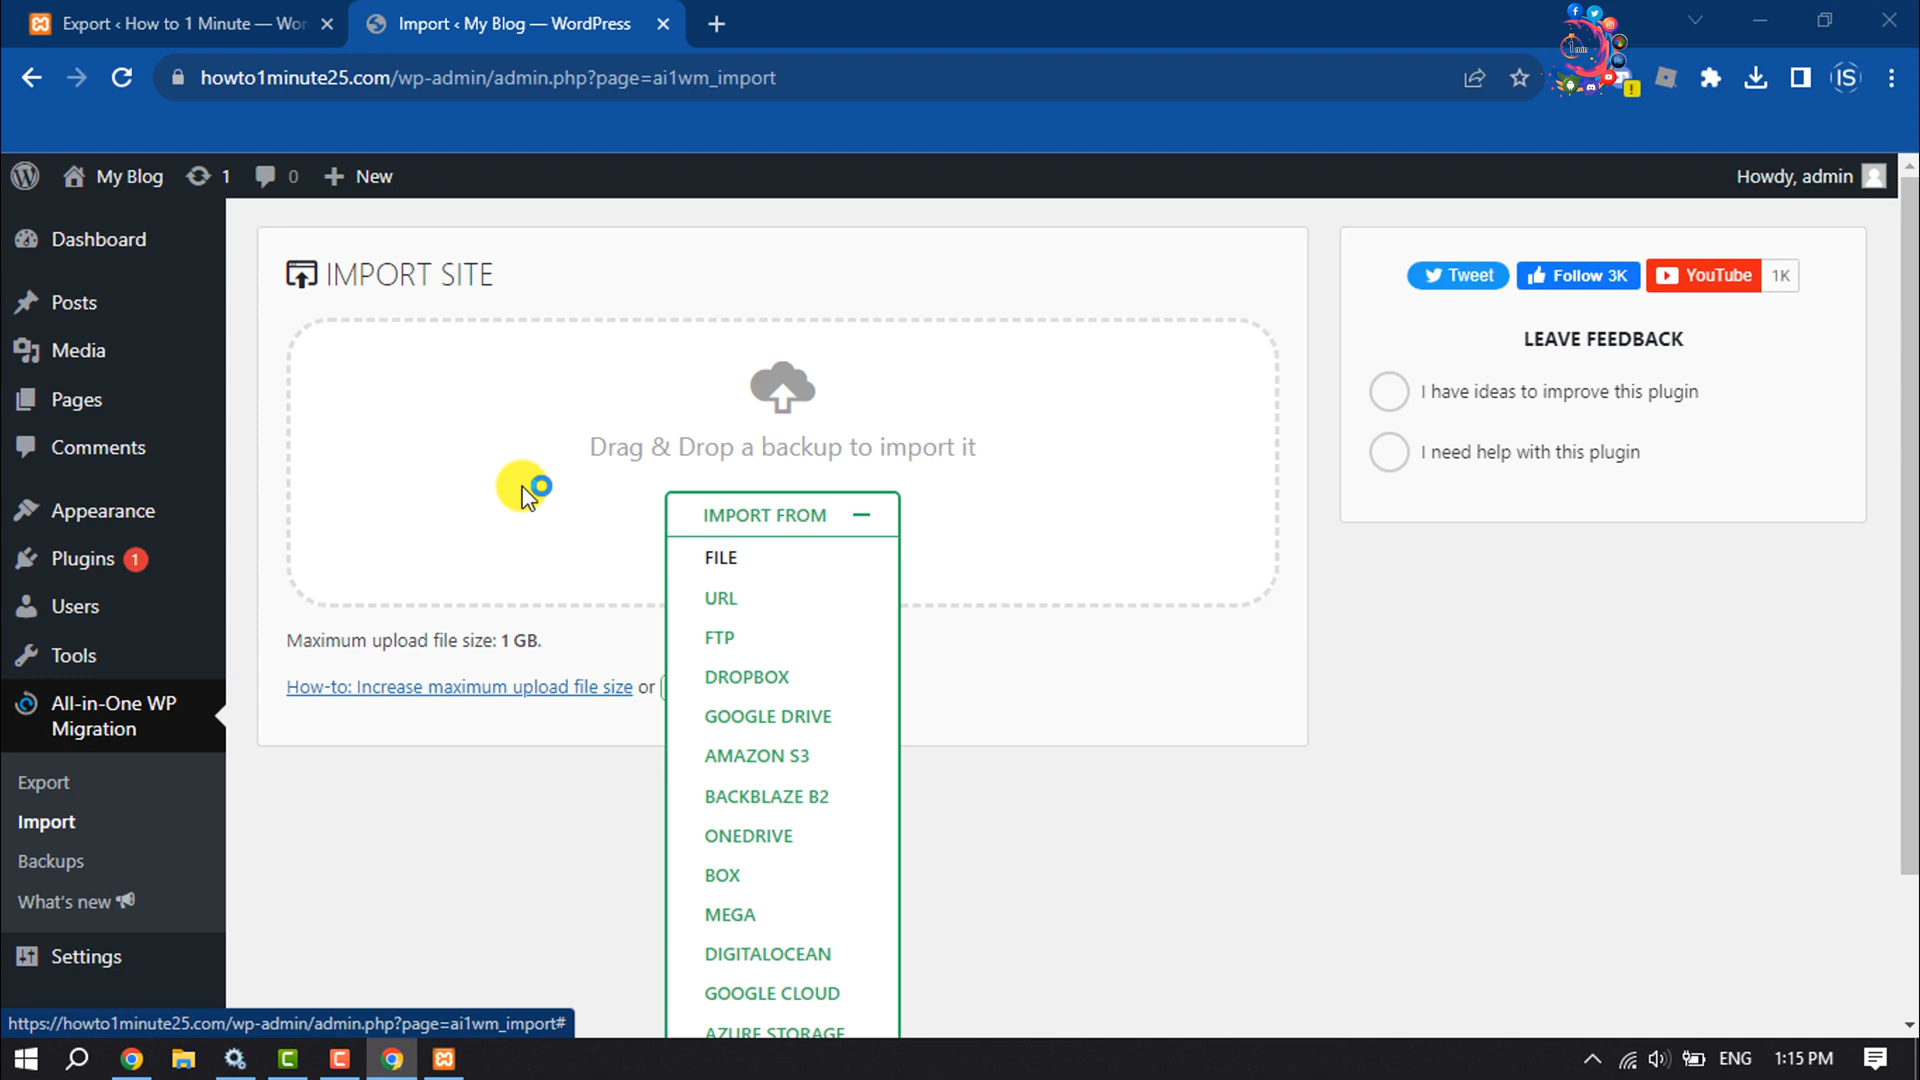 Export ‹ How to 1 Minute — Wor
Import ‹ My Blog — WordPress
howto1minute25.com/wp-admin/admin.php?page=ai1wm_import
1 min
IS
My Blog
1
0
New
Howdy, admin
Dashboard
Posts
Media
Pages
Comments
Appearance
Plugins 1
Users
Tools
All-in-One WP
Migration
Export
Import
Backups
What's new
Settings
IMPORT SITE
Drag & Drop a backup to import it
IMPORT FROM
FILE
URL
FTP
DROPBOX
GOOGLE DRIVE
AMAZON S3
BACKBLAZE B2
ONEDRIVE
BOX
MEGA
DIGITALOCEAN
GOOGLE CLOUD
AZURE STORAGE
Maximum upload file size: 1 GB.
How-to: Increase maximum upload file size or
Tweet
Follow 3K
YouTube 1K
LEAVE FEEDBACK
I have ideas to improve this plugin
I need help with this plugin
https://howto1minute25.com/wp-admin/admin.php?page=ai1wm_import#
ENG
1:15 PM